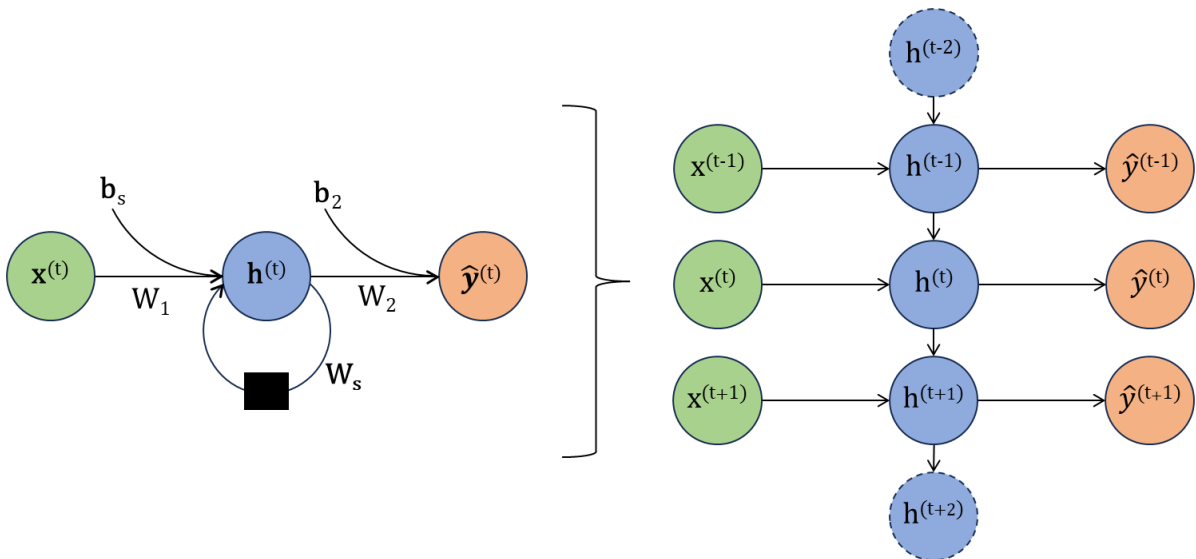 b_s
b_2
x^(t)
W_1
h^(t)
W_2
ŷ^(t)
W_s
h^(t-2)
x^(t-1)
h^(t-1)
ŷ^(t-1)
x^(t)
h^(t)
ŷ^(t)
x^(t+1)
h^(t+1)
ŷ^(t+1)
h^(t+2)